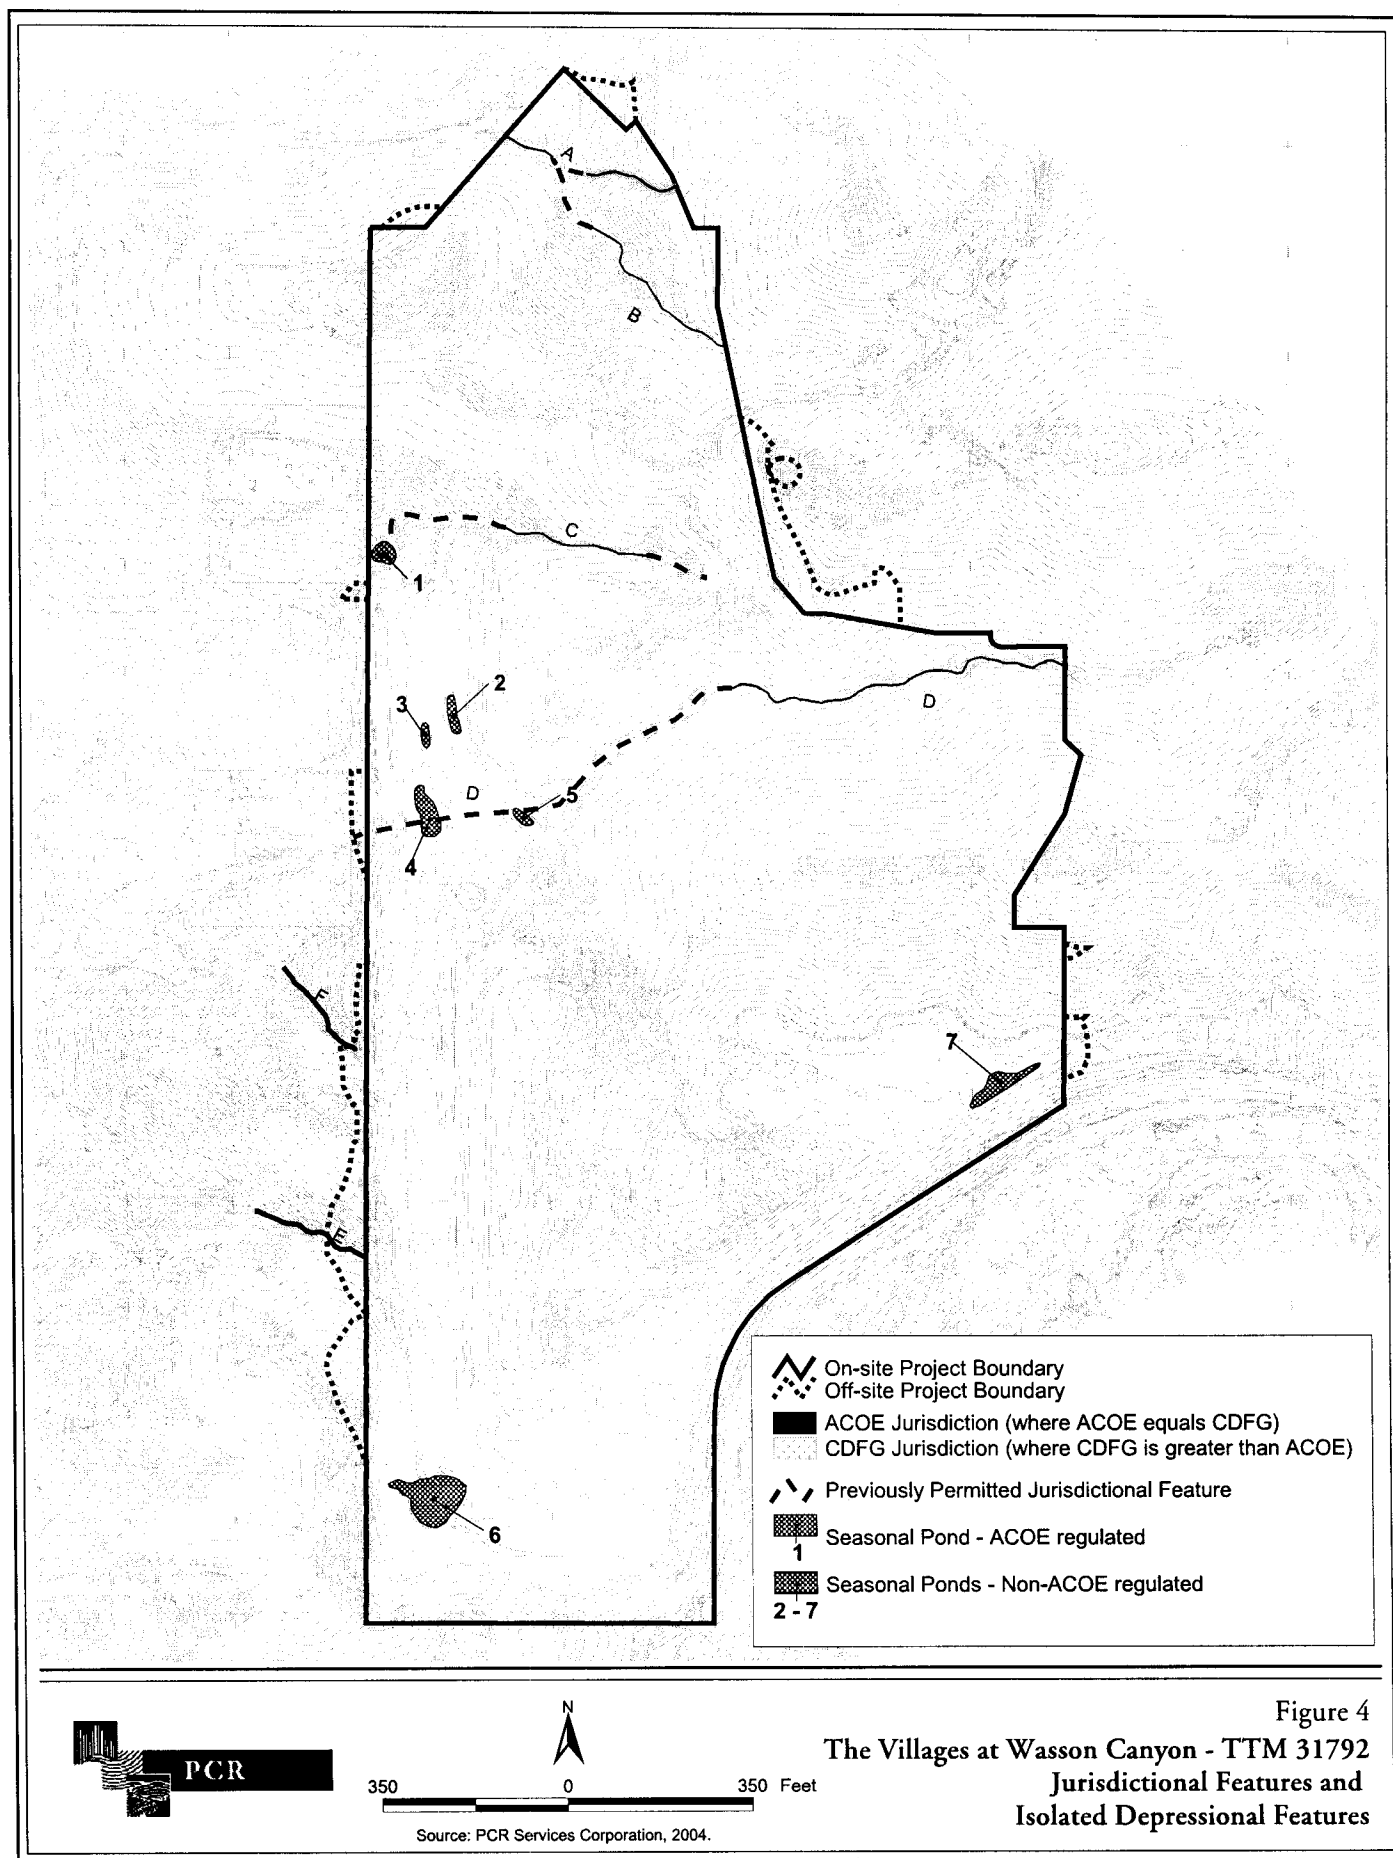 A
B
C
1
2
3
D
D
5
4
F
7
E
6
On-site Project Boundary
Off-site Project Boundary
ACOE Jurisdiction (where ACOE equals CDFG)
CDFG Jurisdiction (where CDFG is greater than ACOE)
Previously Permitted Jurisdictional Feature
Seasonal Pond - ACOE regulated
1
Seasonal Ponds - Non-ACOE regulated
2 - 7
PCR
N
350 0 350 Feet
Source: PCR Services Corporation, 2004.
Figure 4
The Villages at Wasson Canyon - TTM 31792
Jurisdictional Features and
Isolated Depressional Features